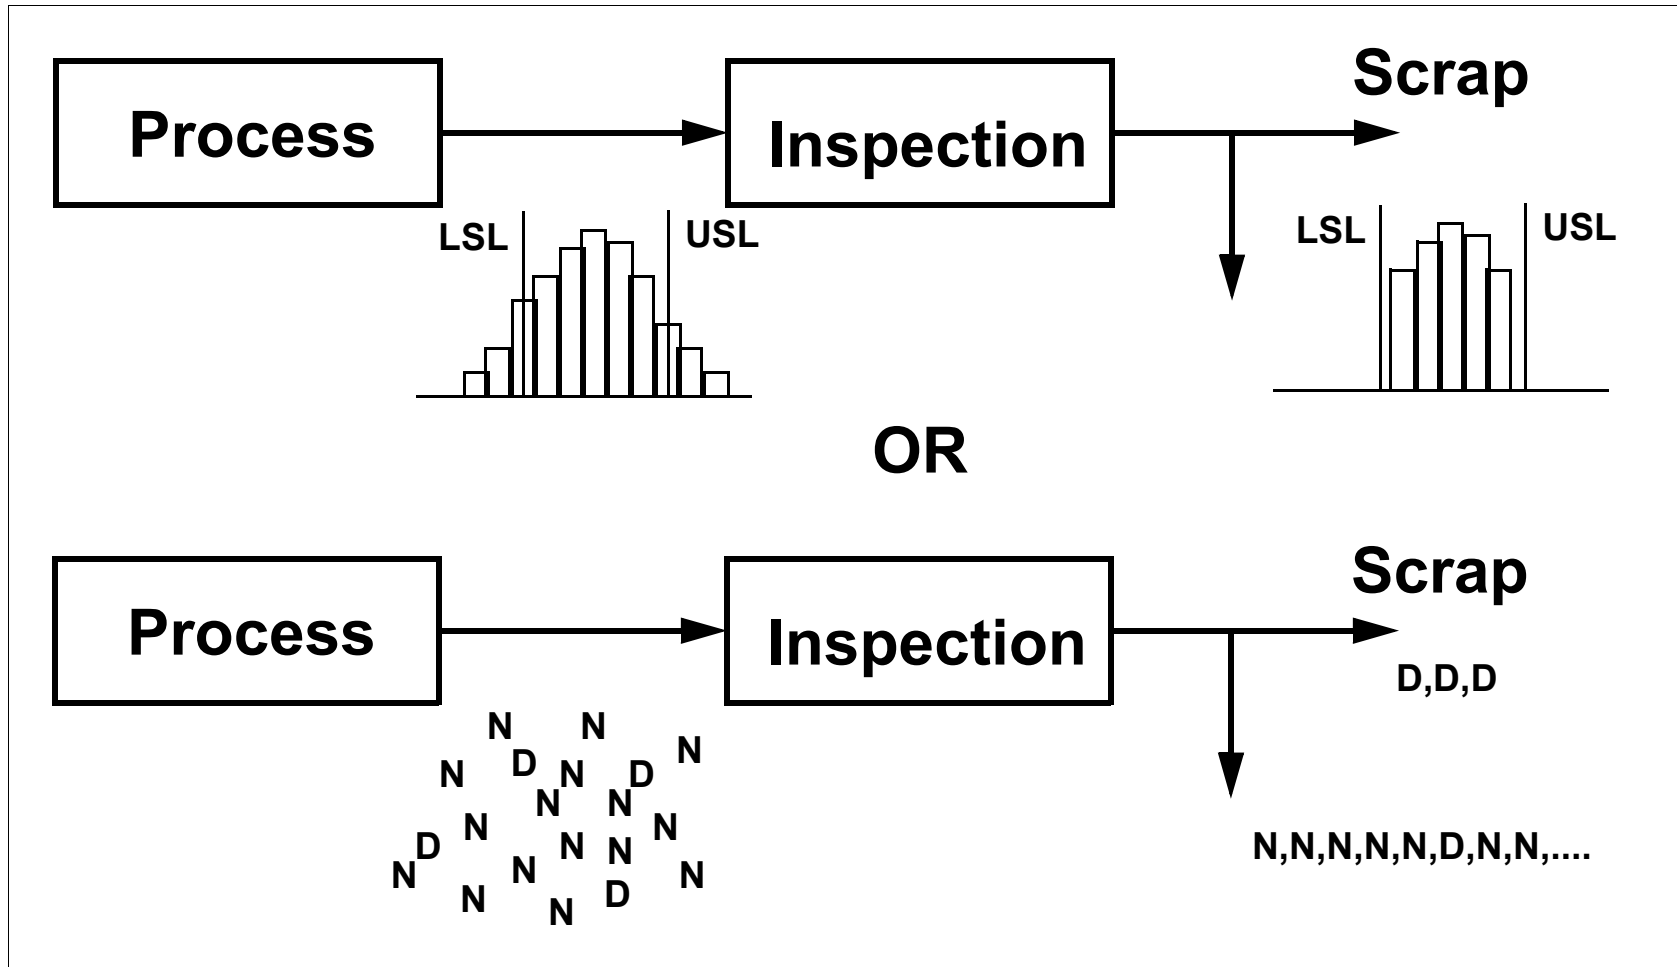 Scrap
Process
Inspection
LSL
USL
LSL
USL
OR
Scrap
Process
Inspection
D,D,D
N
N
N
D
N
N
D
N
N
N
N
D
N
N
N
N
N
N
D
N
N
N,N,N,N,N,D,N,N,....